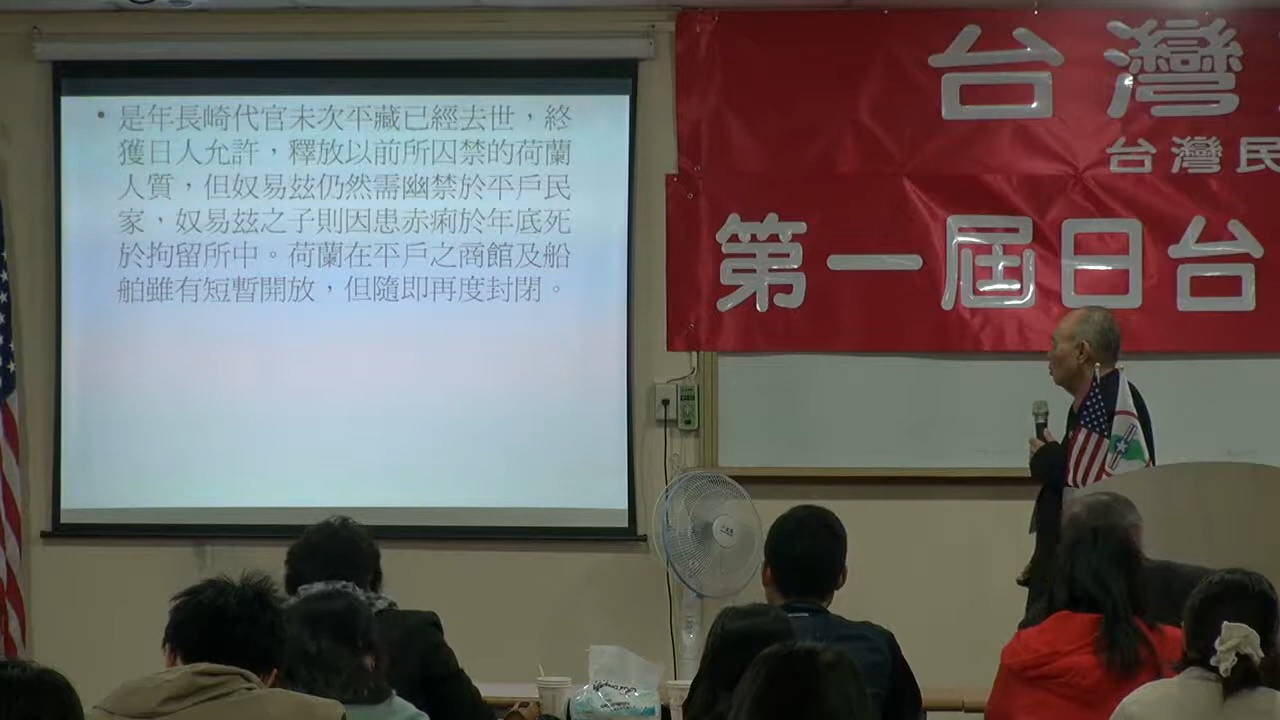 • 是年長崎代官末次平藏已經去世，終
獲日人允許，釋放以前所囚禁的荷蘭
人質，但奴易玆仍然需幽禁於平戶民
家，奴易玆之子則因患赤痢於年底死
於拘留所中。荷蘭在平戶之商館及船
舶雖有短暫開放，但隨即再度封閉。
台灣
台灣民
第一屆日台